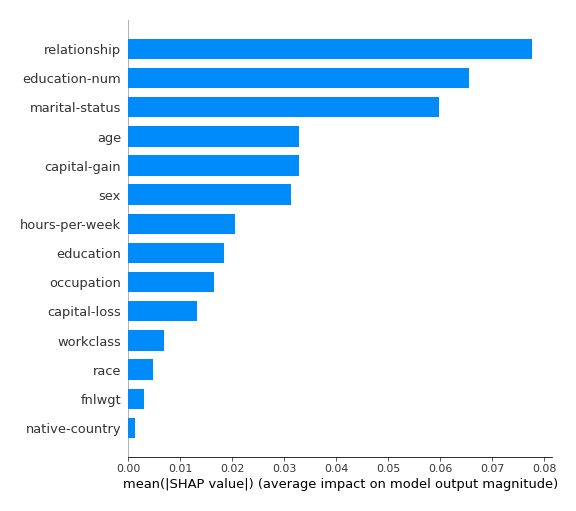 relationship
education-num
marital-status
age
capital-gain
sex
hours-per-week
education
occupation
capital-loss
workclass
race
fnlwgt
native-country
0.00 0.01 0.02 0.03 0.04 0.05 0.06 0.07 0.08
mean(|SHAP value|) (average impact on model output magnitude)